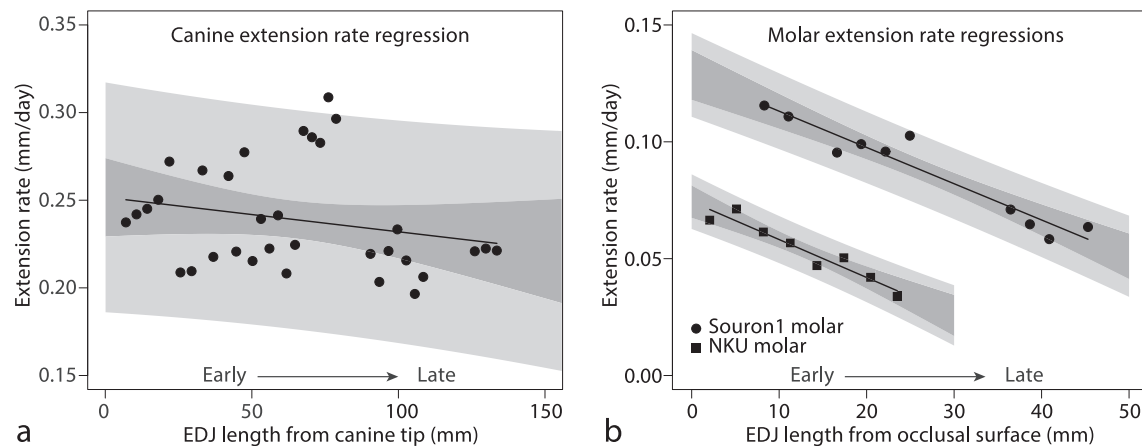 Canine extension rate regression
Extension rate (mm/day)
0.35
0.30
0.25
0.20
0.15
Early
Late
0
50
100
150
EDJ length from canine tip (mm)
a
Molar extension rate regressions
Extension rate (mm/day)
0.15
0.10
0.05
0.00
Souron1 molar
NKU molar
Early
Late
0
10
20
30
40
50
EDJ length from occlusal surface (mm)
b